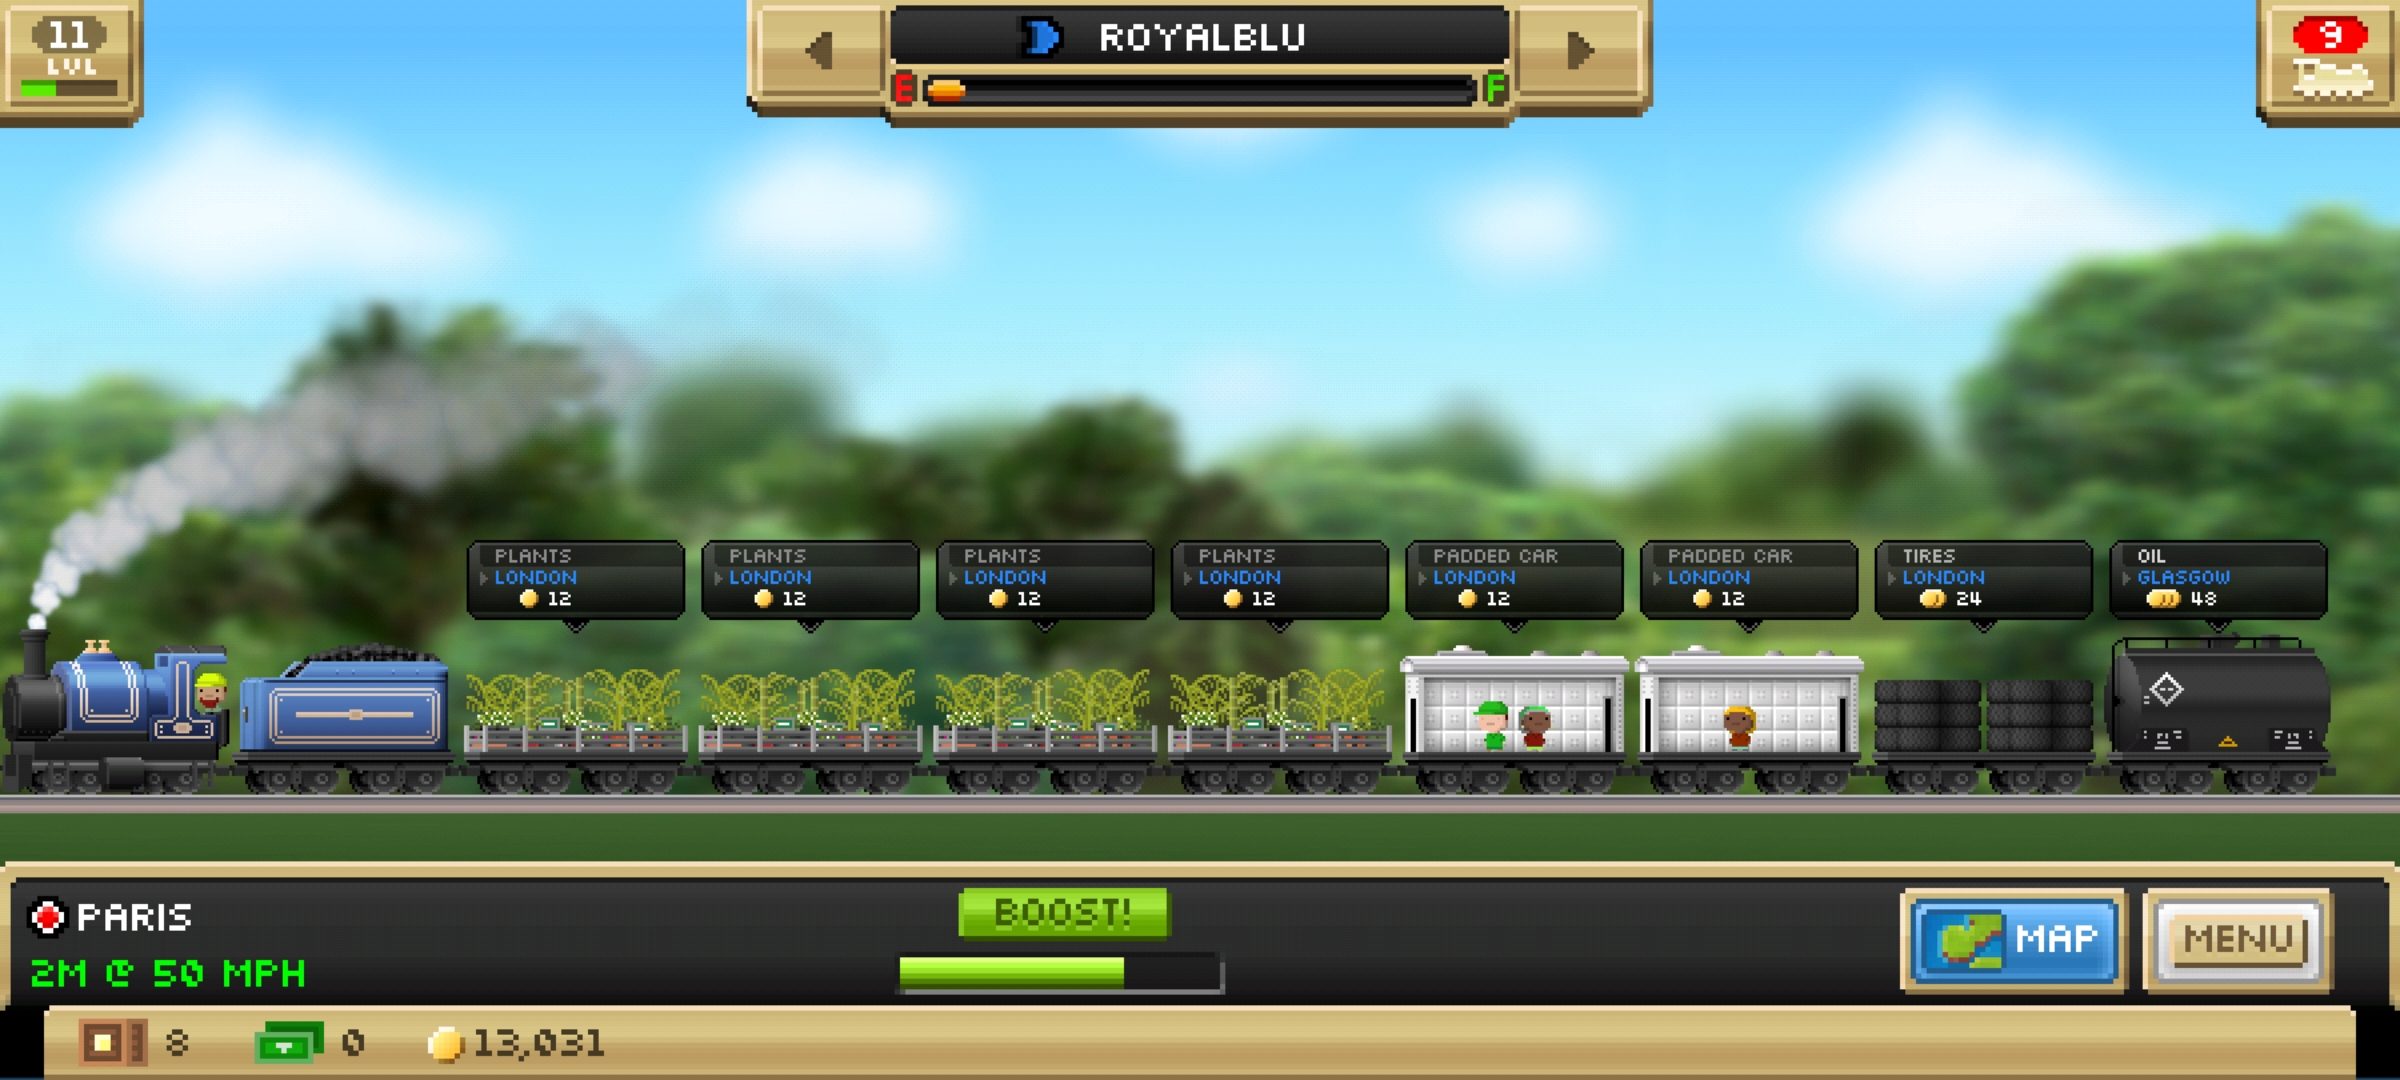 11
LVL
ROYALBLU
E F
9
PLANTS
LONDON
12
PLANTS
LONDON
12
PLANTS
LONDON
12
PLANTS
LONDON
12
PADDED CAR
LONDON
12
PADDED CAR
LONDON
12
TIRES
LONDON
24
OIL
GLASGOW
48
PARIS
2M @ 50 MPH
BOOST!
MAP
MENU
8
0
13,031